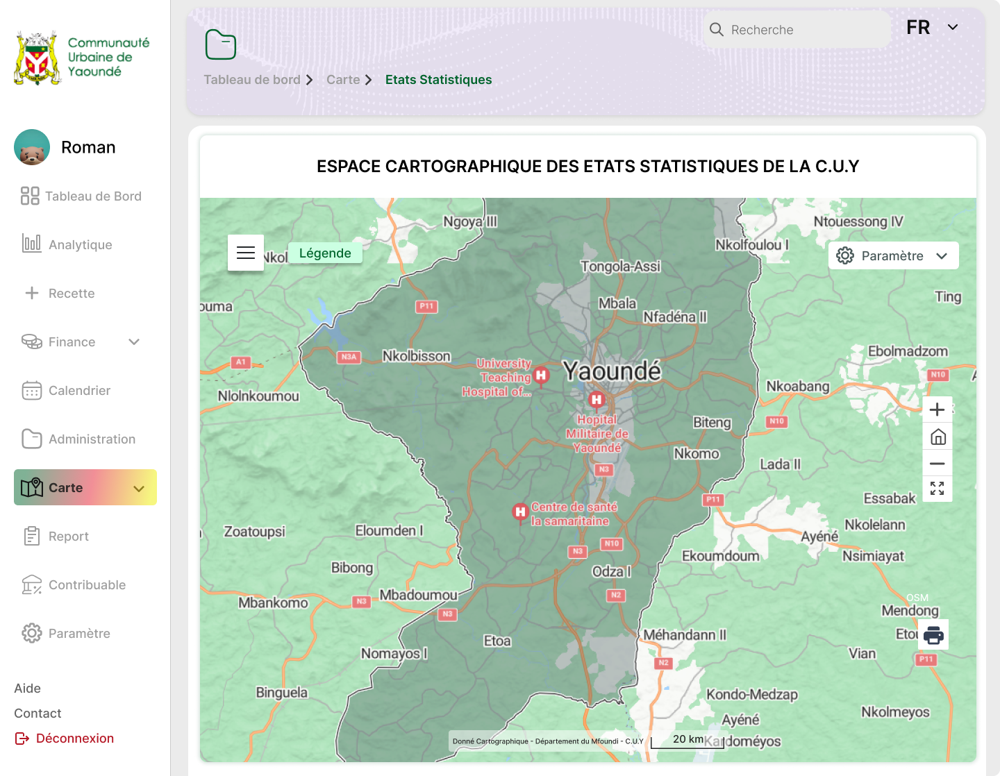 Communauté
Urbaine de
Yaoundé
Roman
Tableau de Bord
Analytique
Recette
Finance
Calendrier
Administration
Carte
Report
Contribuable
Paramètre
Aide
Contact
Déconnexion
Recherche
FR
Tableau de bord
Carte
Etats Statistiques
ESPACE CARTOGRAPHIQUE DES ETATS STATISTIQUES DE LA C.U.Y
Ngoya III
Ntouessong IV
Nkolfoulou I
Nkol
Légende
Paramètre
Tongola-Assi
Ting
ouma
P11
Mbala
Nfadéna II
Ebolmadzom
A1
N3A
Nkolbisson
University
Teaching
Hospital of...
Yaoundé
N10
Nkoabang
Nlolnkoumou
Hopital
Militaire de
Yaoundé
Biteng
N10
Nkomo
Lada II
N3
P11
Essabak
Centre de santé
la samaritaine
Nkolelann
Zoatoupsi
Eloumden I
Ayéné
N3
N10
Ekoumdoum
Nsimiayat
Bibong
Odza I
Mbadoumou
N2
Mbankomo
N3
N3
OSM
Mendong
Etou
Méhandann II
Etoa
Nomayos I
Vian
P11
N2
Binguela
Kondo-Medzap
Nkolmeyos
Ayéné
Kardoméyos
Donné Cartographique - Département du Mfoundi - C.U.Y
20 km